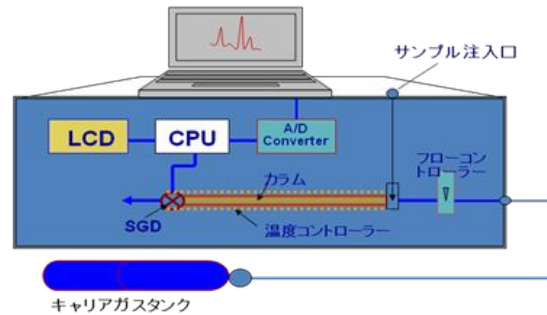 サンプル注入口
LCD
CPU
A/D
Converter
フローコン
トローラー
カラム
SGD
温度コントローラー
キャリアガスタンク